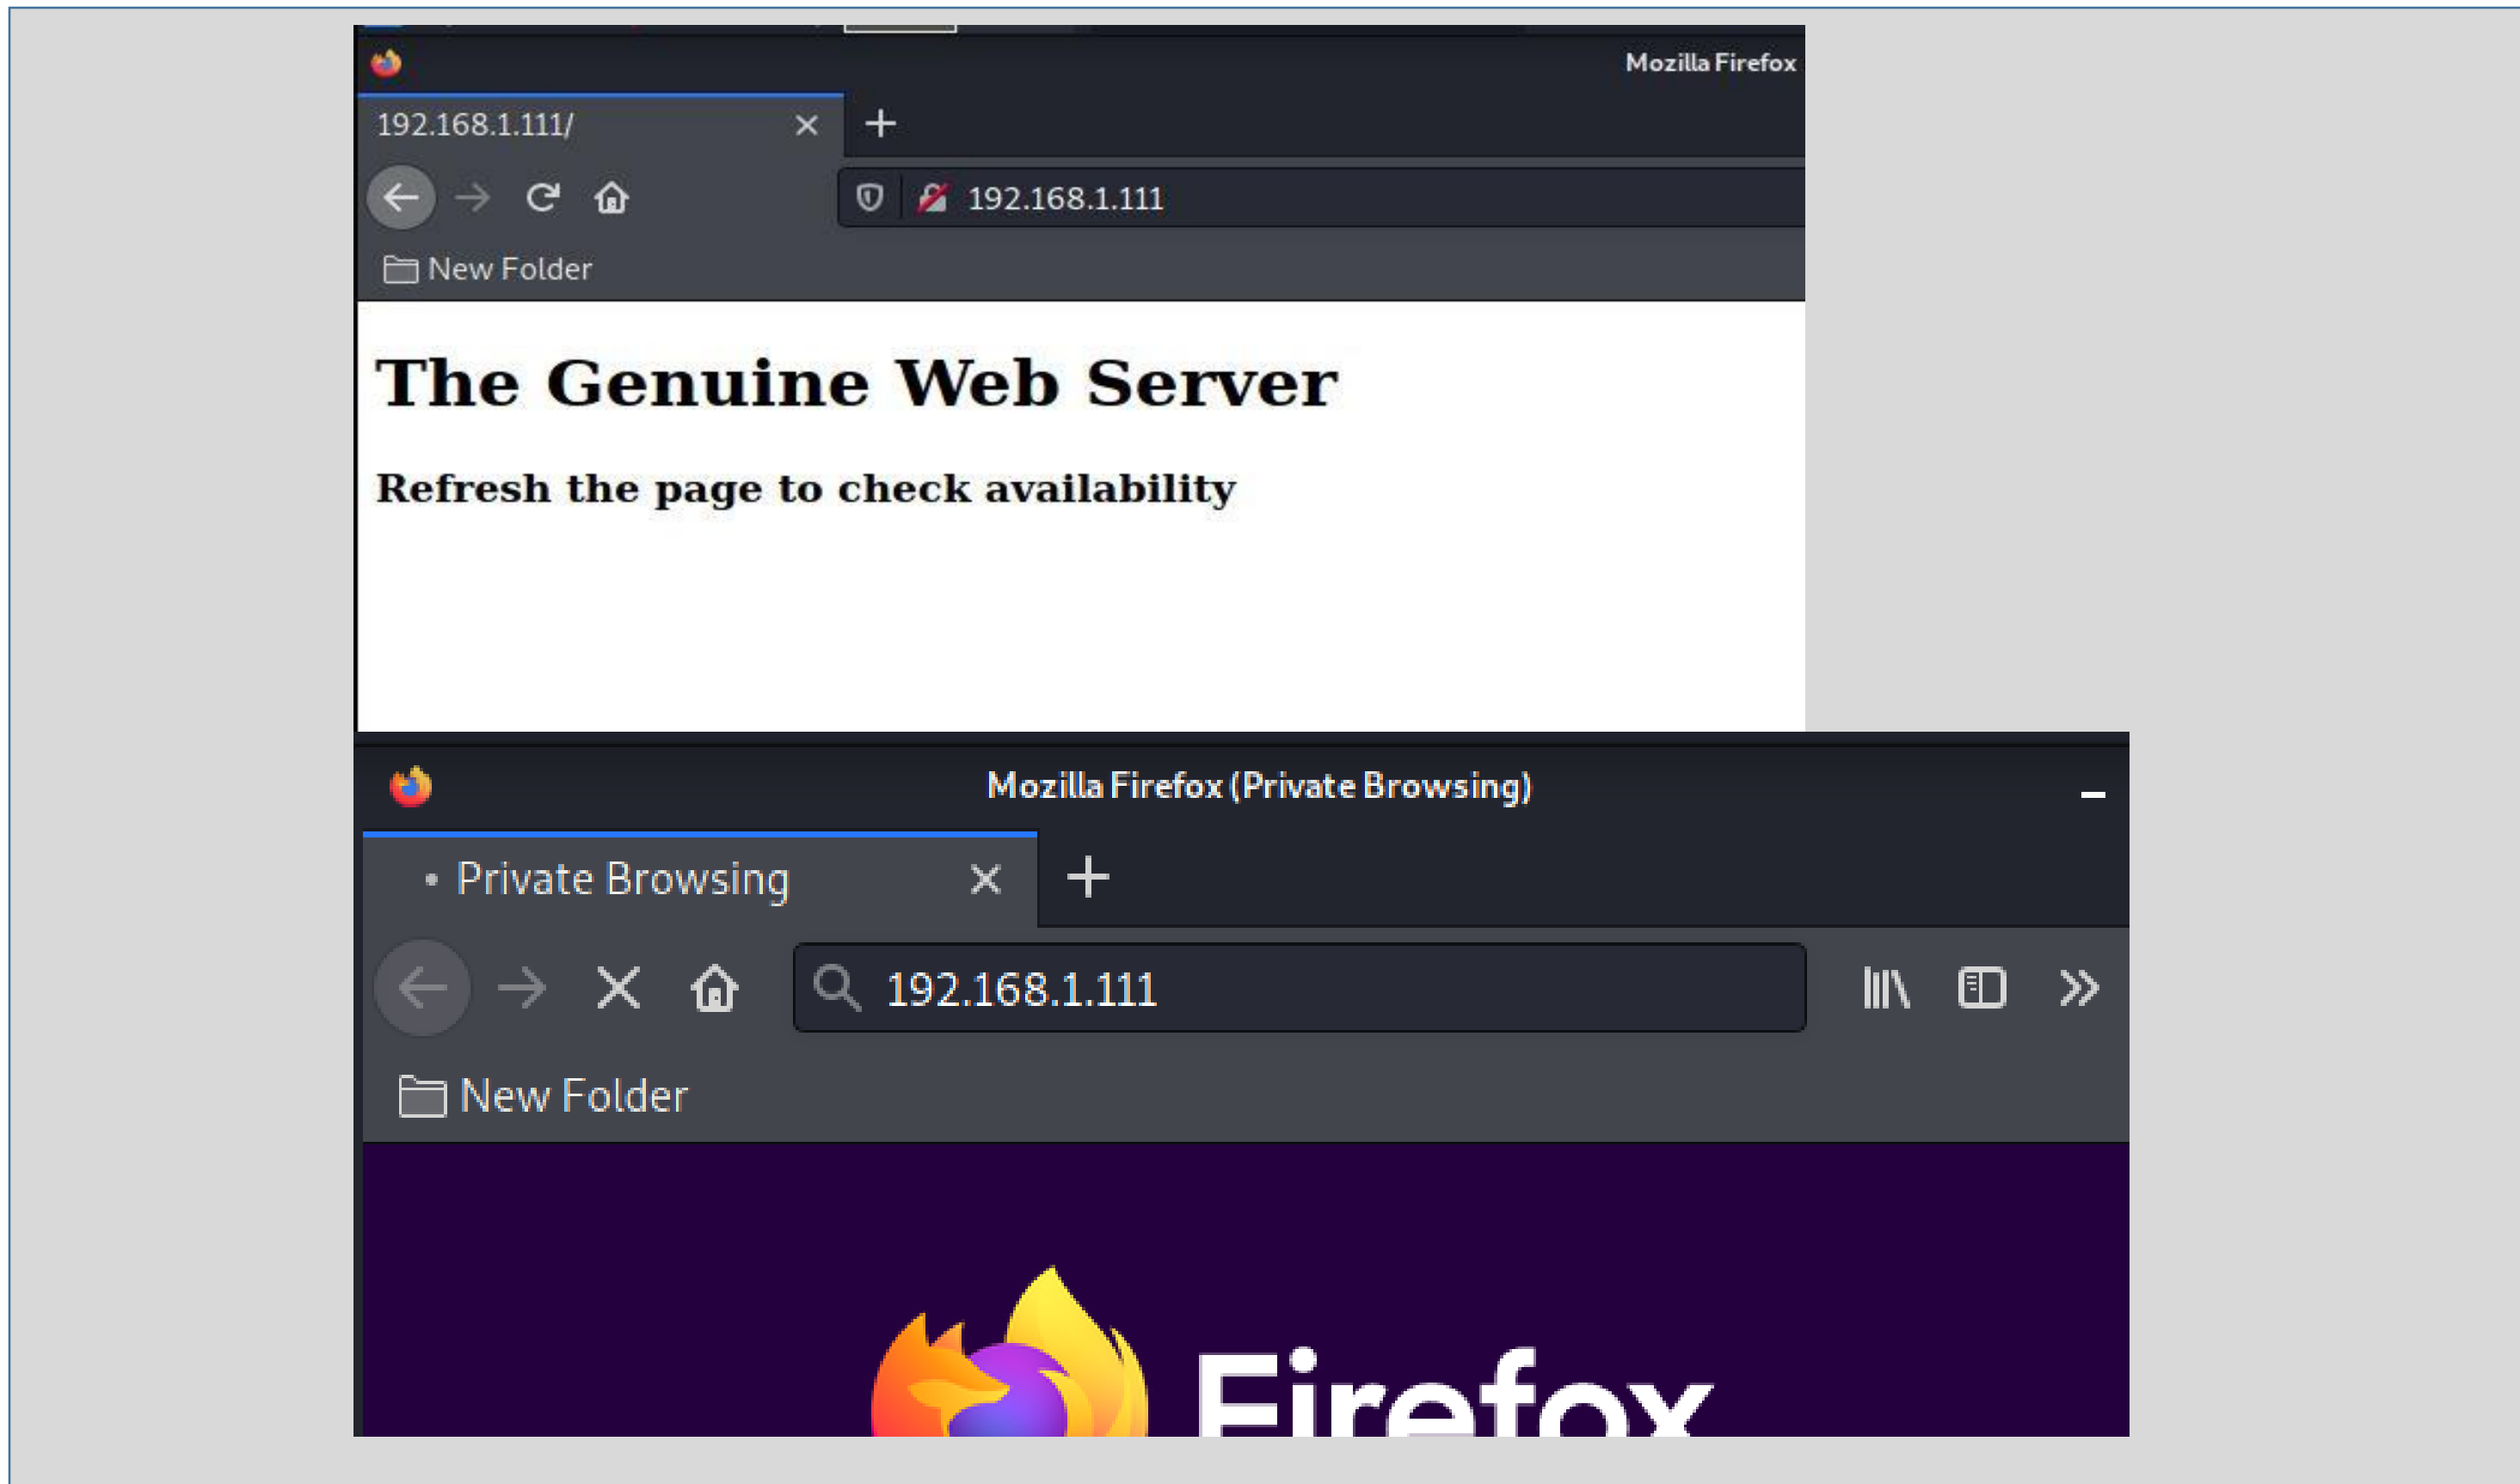 Mozilla Firefox
192.168.1.111/
192.168.1.111
New Folder
The Genuine Web Server
Refresh the page to check availability
Mozilla Firefox (Private Browsing)
Private Browsing
192.168.1.111
New Folder
Firefox